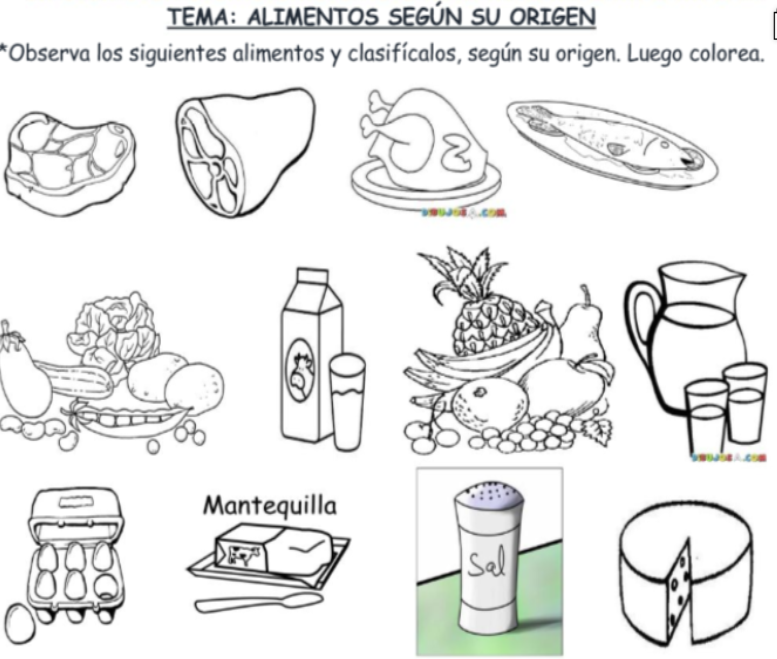 TEMA: ALIMENTOS SEGÚN SU ORIGEN
*Observa los siguientes alimentos y clasifícalos, según su origen. Luego colorea.
Mantequilla
Sal